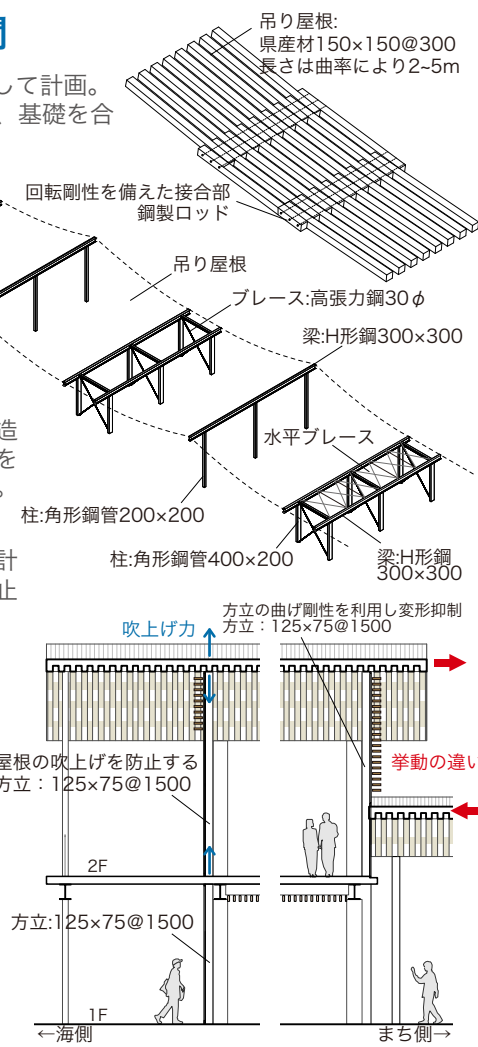 間
して計画。
、基礎を合
吊り屋根:
県産材150×150@300
長さは曲率により2~5m
回転剛性を備えた接合部
鋼製ロッド
吊り屋根
ブレース:高張力鋼30φ
梁:H形鋼300×300
水平ブレース
造
を
。
柱:角形鋼管200×200
柱:角形鋼管400×200
梁:H形鋼
300×300
計
止
吹上げ力
方立の曲げ剛性を利用し変形抑制
方立：125×75@1500
屋根の吹上げを防止する
方立：125×75@1500
挙動の違い
2F
方立:125×75@1500
1F
←海側
まち側→